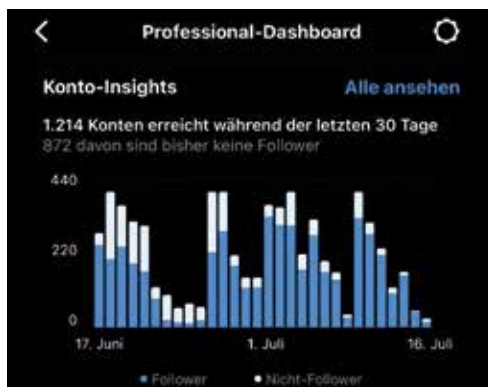 Professional-Dashboard
Konto-Insights Alle ansehen
1.214 Konten erreicht während der letzten 30 Tage
872 davon sind bisher keine Follower
440
220
0
17. Juni 1. Juli 16. Juli
Follower Nicht-Follower